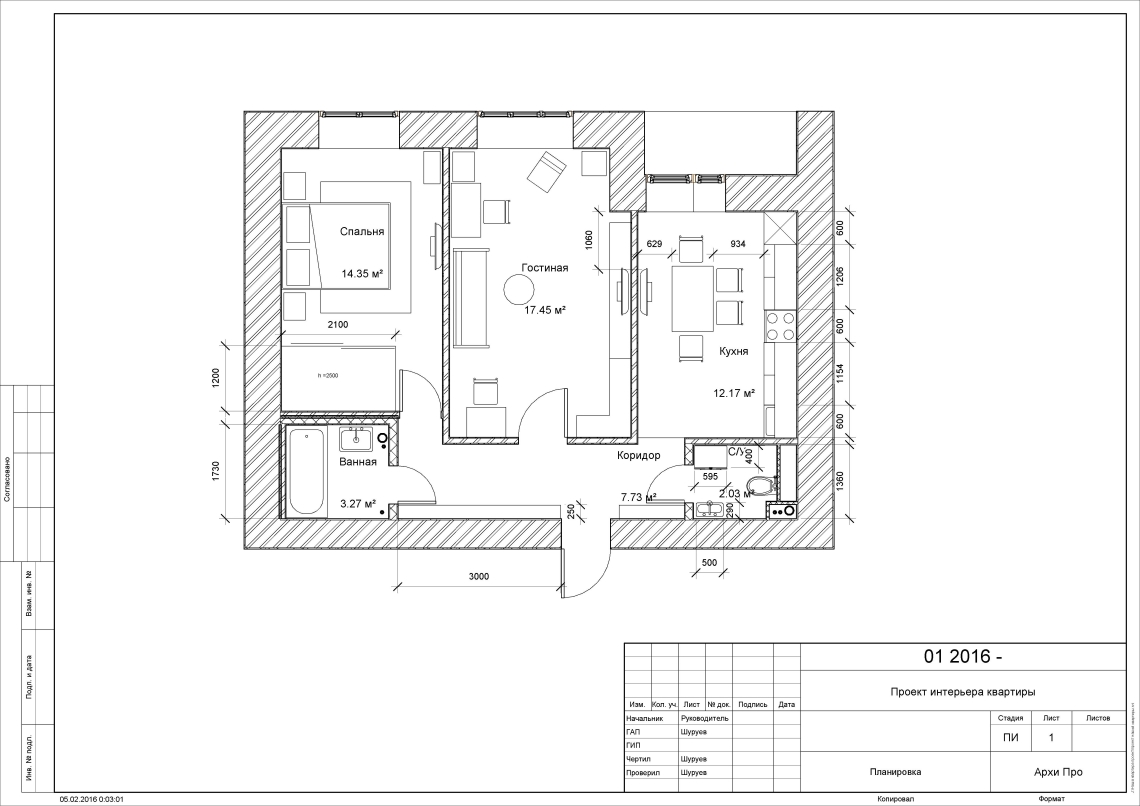 Спальня
14.35 м²
Гостиная
17.45 м²
1060
629
934
Кухня
12.17 м²
600
1206
600
1154
600
1360
2100
h =2500
1200
1730
Ванная
3.27 м²
Коридор
7.73 м²
С/У
400
595
2.03 м²
290
250
500
3000
Согласовано
Взам. инв. №
Подп. и дата
Инв. № подл.
01 2016 -
Проект интерьера квартиры
Изм. Кол. уч. Лист № док. Подпись Дата
Начальник Руководитель
ГАП Шуруев
ГИП
Чертил Шуруев
Проверил Шуруев
Стадия Лист Листов
ПИ 1
Планировка
Архи Про
05.02.2016 0:03:01
Копировал
Формат